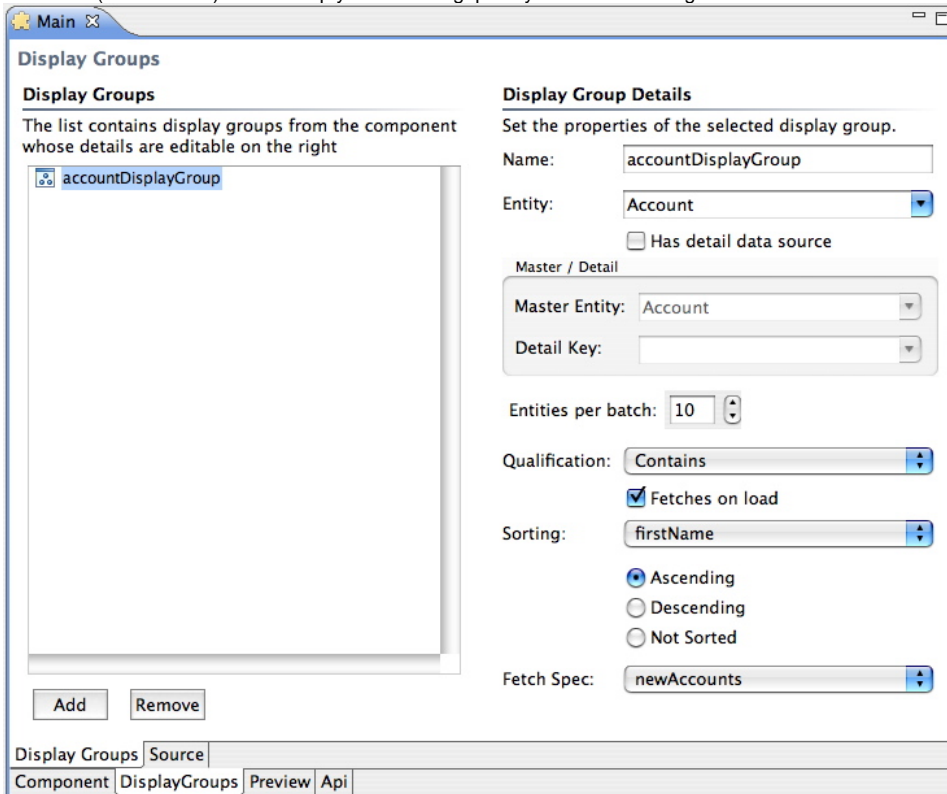 Main
Display Groups
Display Groups
The list contains display groups from the component
whose details are editable on the right
accountDisplayGroup
Add Remove
Display Group Details
Set the properties of the selected display group.
Name: accountDisplayGroup
Entity: Account
Has detail data source
Master / Detail
Master Entity: Account
Detail Key:
Entities per batch: 10
Qualification: Contains
Fetches on load
Sorting: firstName
Ascending
Descending
Not Sorted
Fetch Spec: newAccounts
Display Groups Source
Component DisplayGroups Preview Api